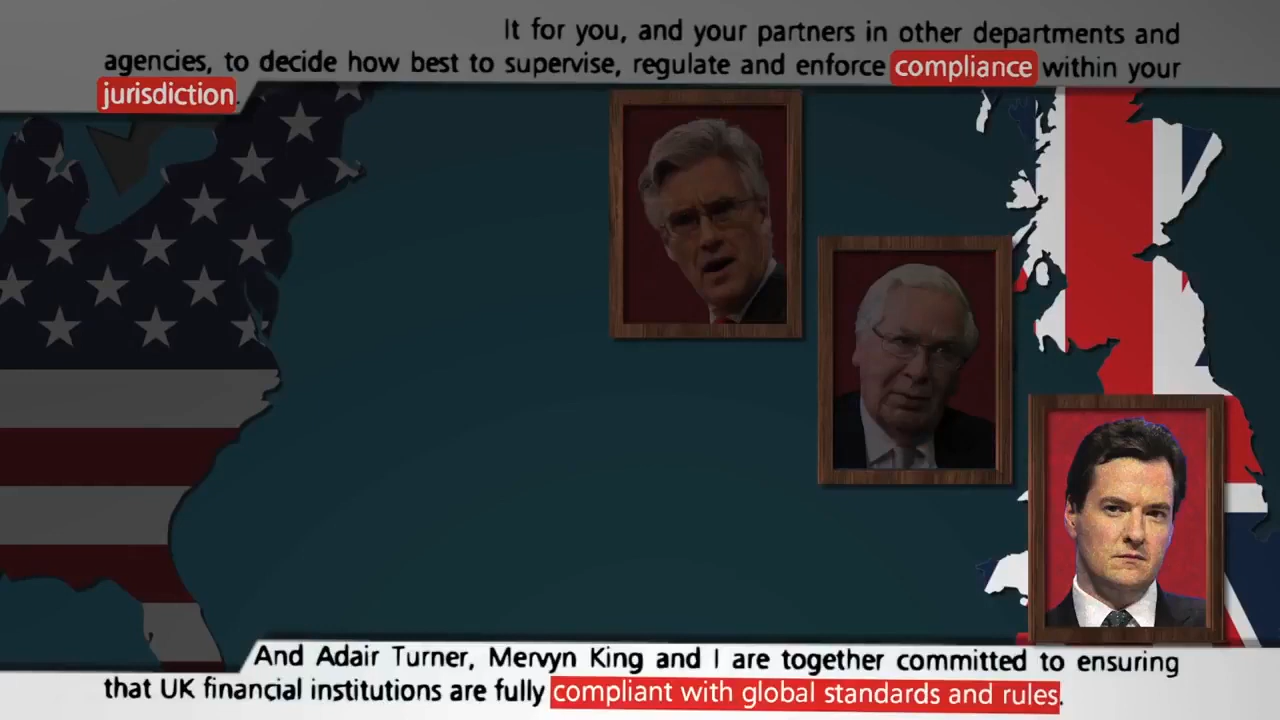 It for you, and your partners in other departments and
agencies, to decide how best to supervise, regulate and enforce compliance within your
jurisdiction.
And Adair Turner, Mervyn King and I are together committed to ensuring
that UK financial institutions are fully compliant with global standards and rules.